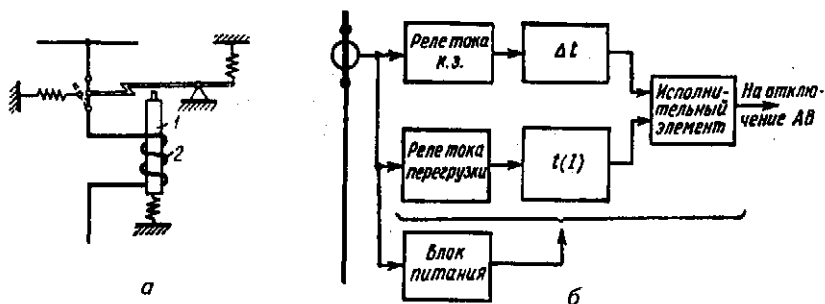 1
2
а
Реле тока
к.з.
Δt
Реле тока
перегрузки
t(I)
Исполни-
тельный
элемент
На отклю-
чение АВ
Блок
питания
б